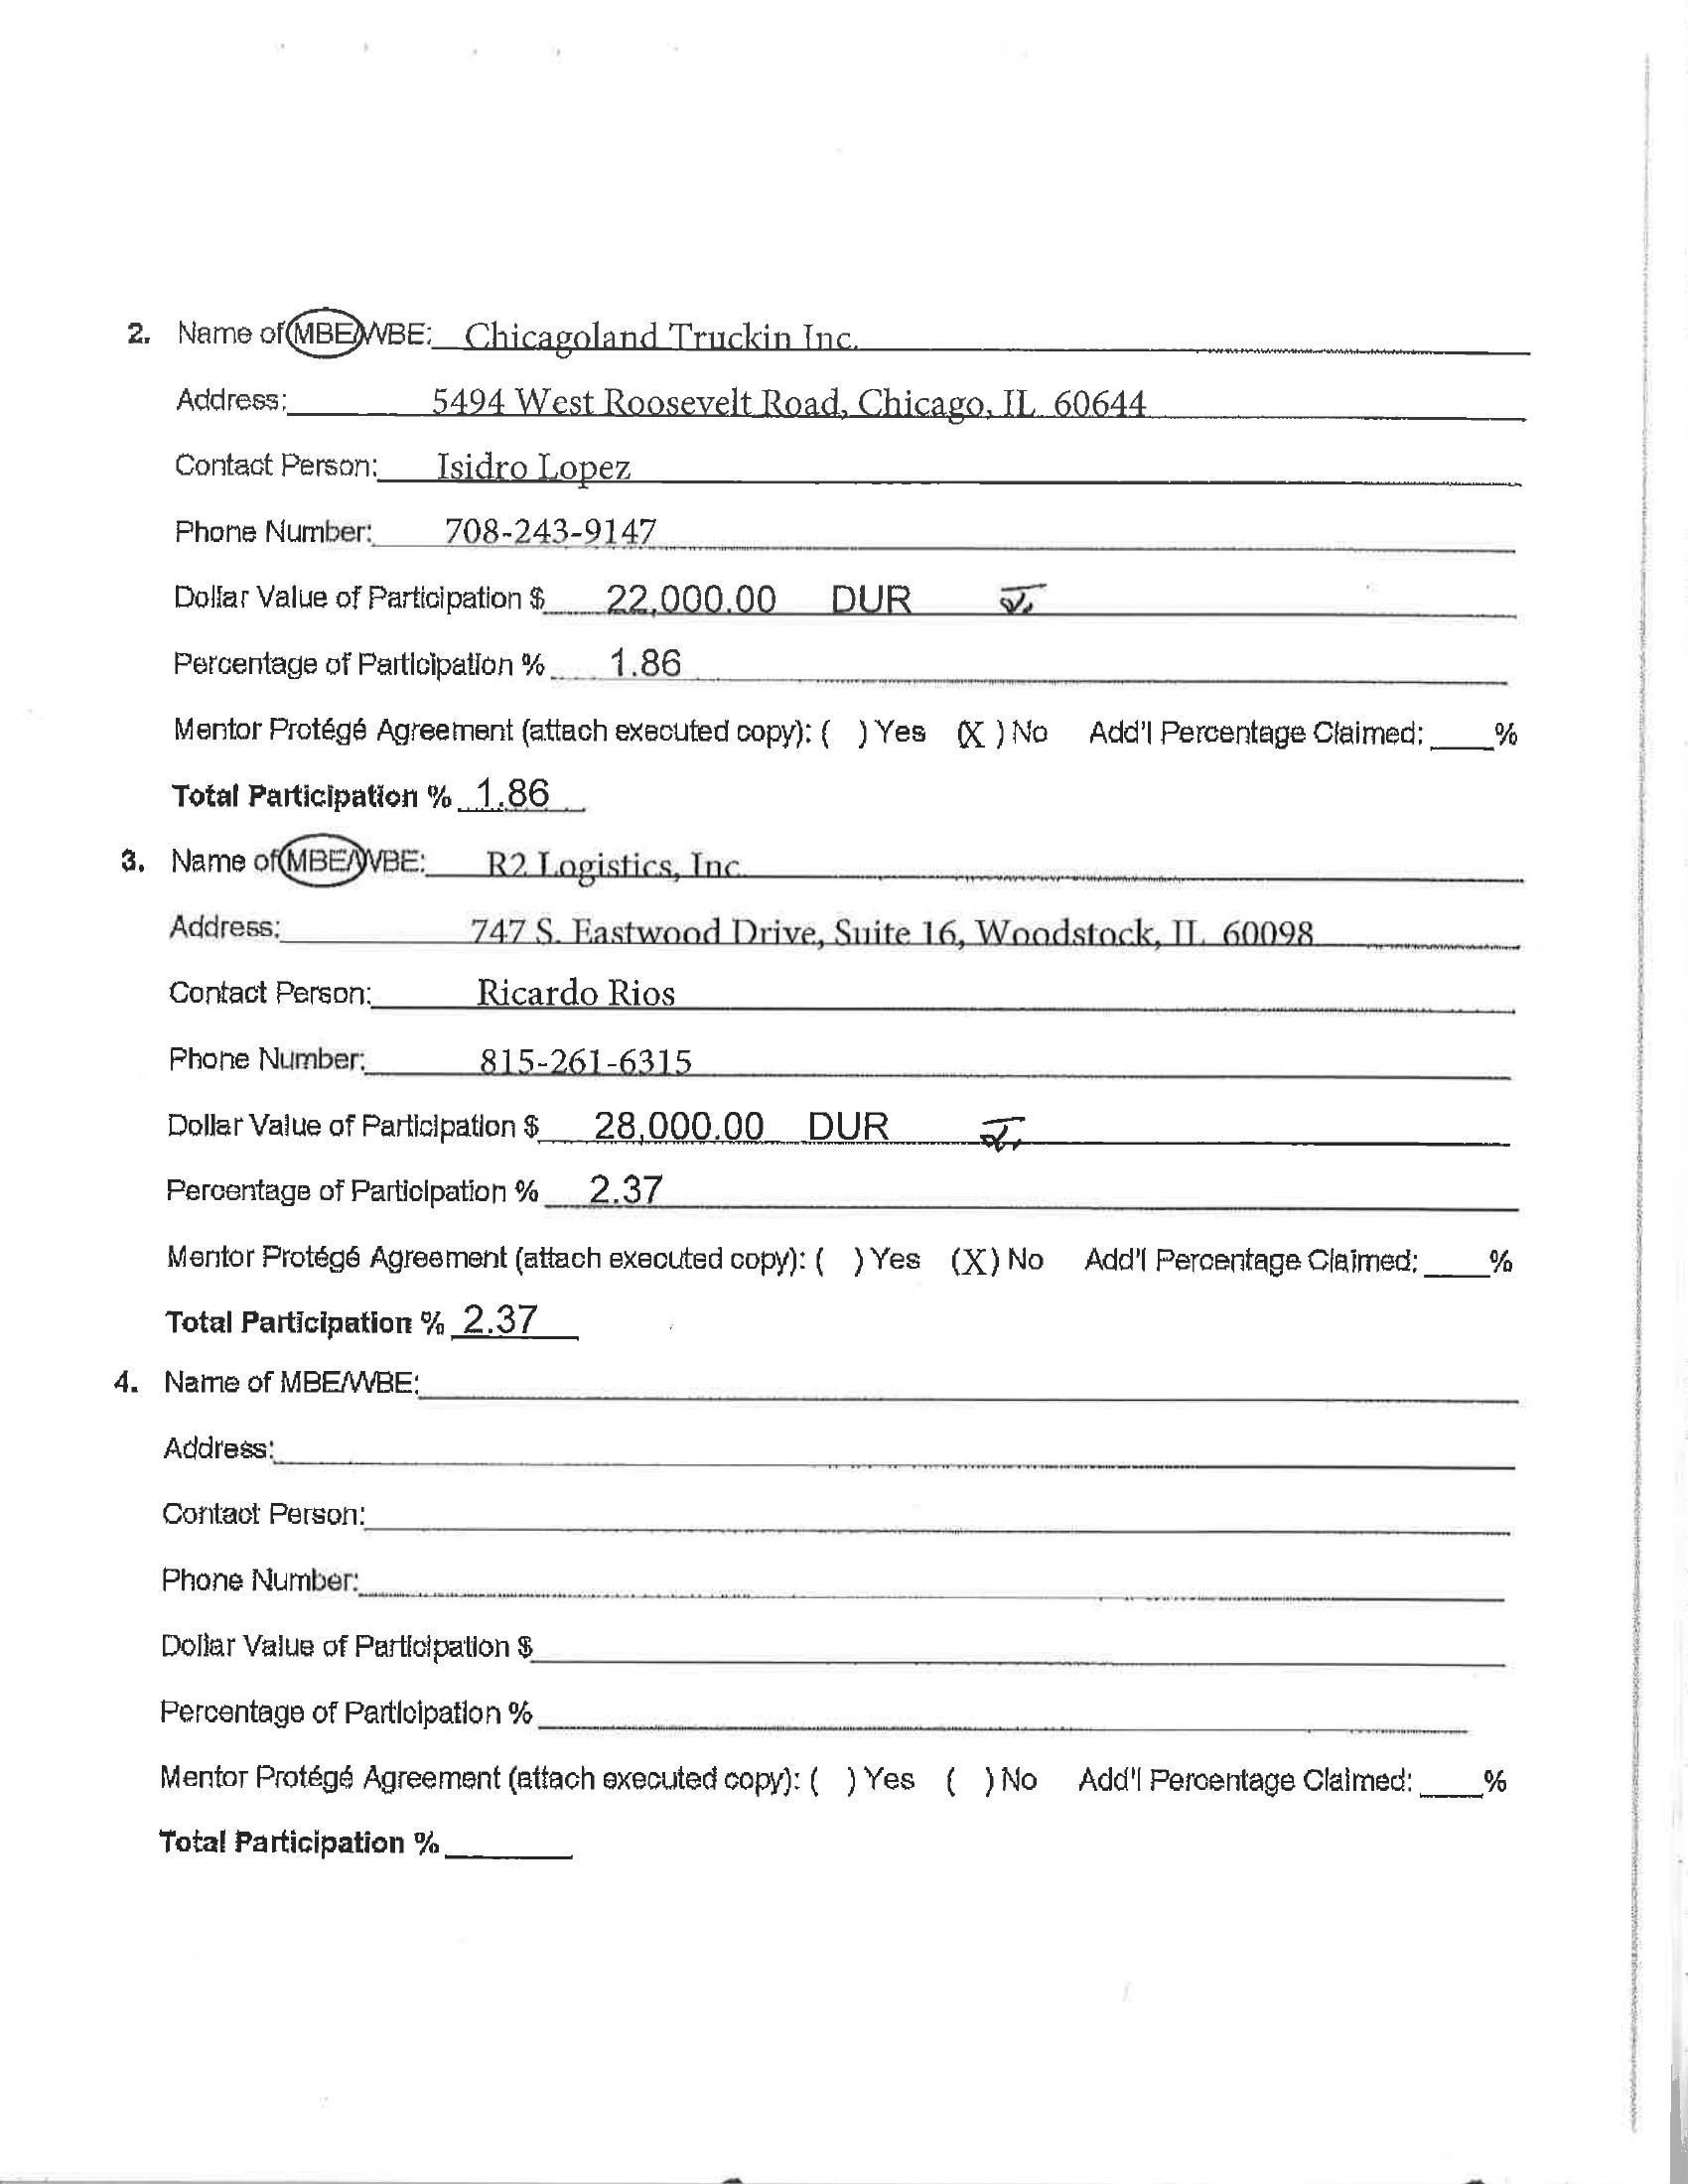 2. Name of MBE/WBE: Chicagoland Truckin Inc.
Address: 5494 West Roosevelt Road, Chicago, IL 60644
Contact Person: Isidro Lopez
Phone Number: 708-243-9147
Dollar Value of Participation $ 22,000.00 DUR
Percentage of Participation % 1.86
Mentor Protégé Agreement (attach executed copy): ( ) Yes (X ) No Add'l Percentage Claimed: ____%
Total Participation % 1.86
3. Name of MBE/WBE: R2 Logistics, Inc.
Address: 747 S. Eastwood Drive, Suite 16, Woodstock, IL 60098
Contact Person: Ricardo Rios
Phone Number: 815-261-6315
Dollar Value of Participation $ 28,000.00 DUR
Percentage of Participation % 2.37
Mentor Protégé Agreement (attach executed copy): ( ) Yes (X) No Add'l Percentage Claimed: ____%
Total Participation % 2.37
4. Name of MBE/WBE:
Address:
Contact Person:
Phone Number:
Dollar Value of Participation $
Percentage of Participation %
Mentor Protégé Agreement (attach executed copy): ( ) Yes ( ) No Add'l Percentage Claimed: ____%
Total Participation %